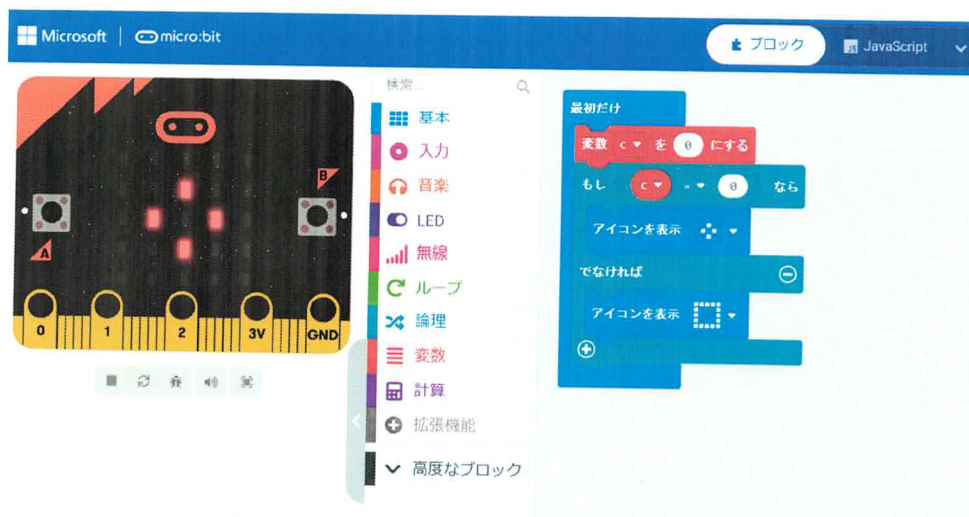 Microsoft | micro:bit
ブロック
JS JavaScript
検索...
基本
入力
音楽
LED
無線
ループ
論理
変数
計算
拡張機能
高度なブロック
A
B
0 1 2 3V GND
最初だけ
変数 c を 0 にする
もし c = 0 なら
アイコンを表示
でなければ
アイコンを表示